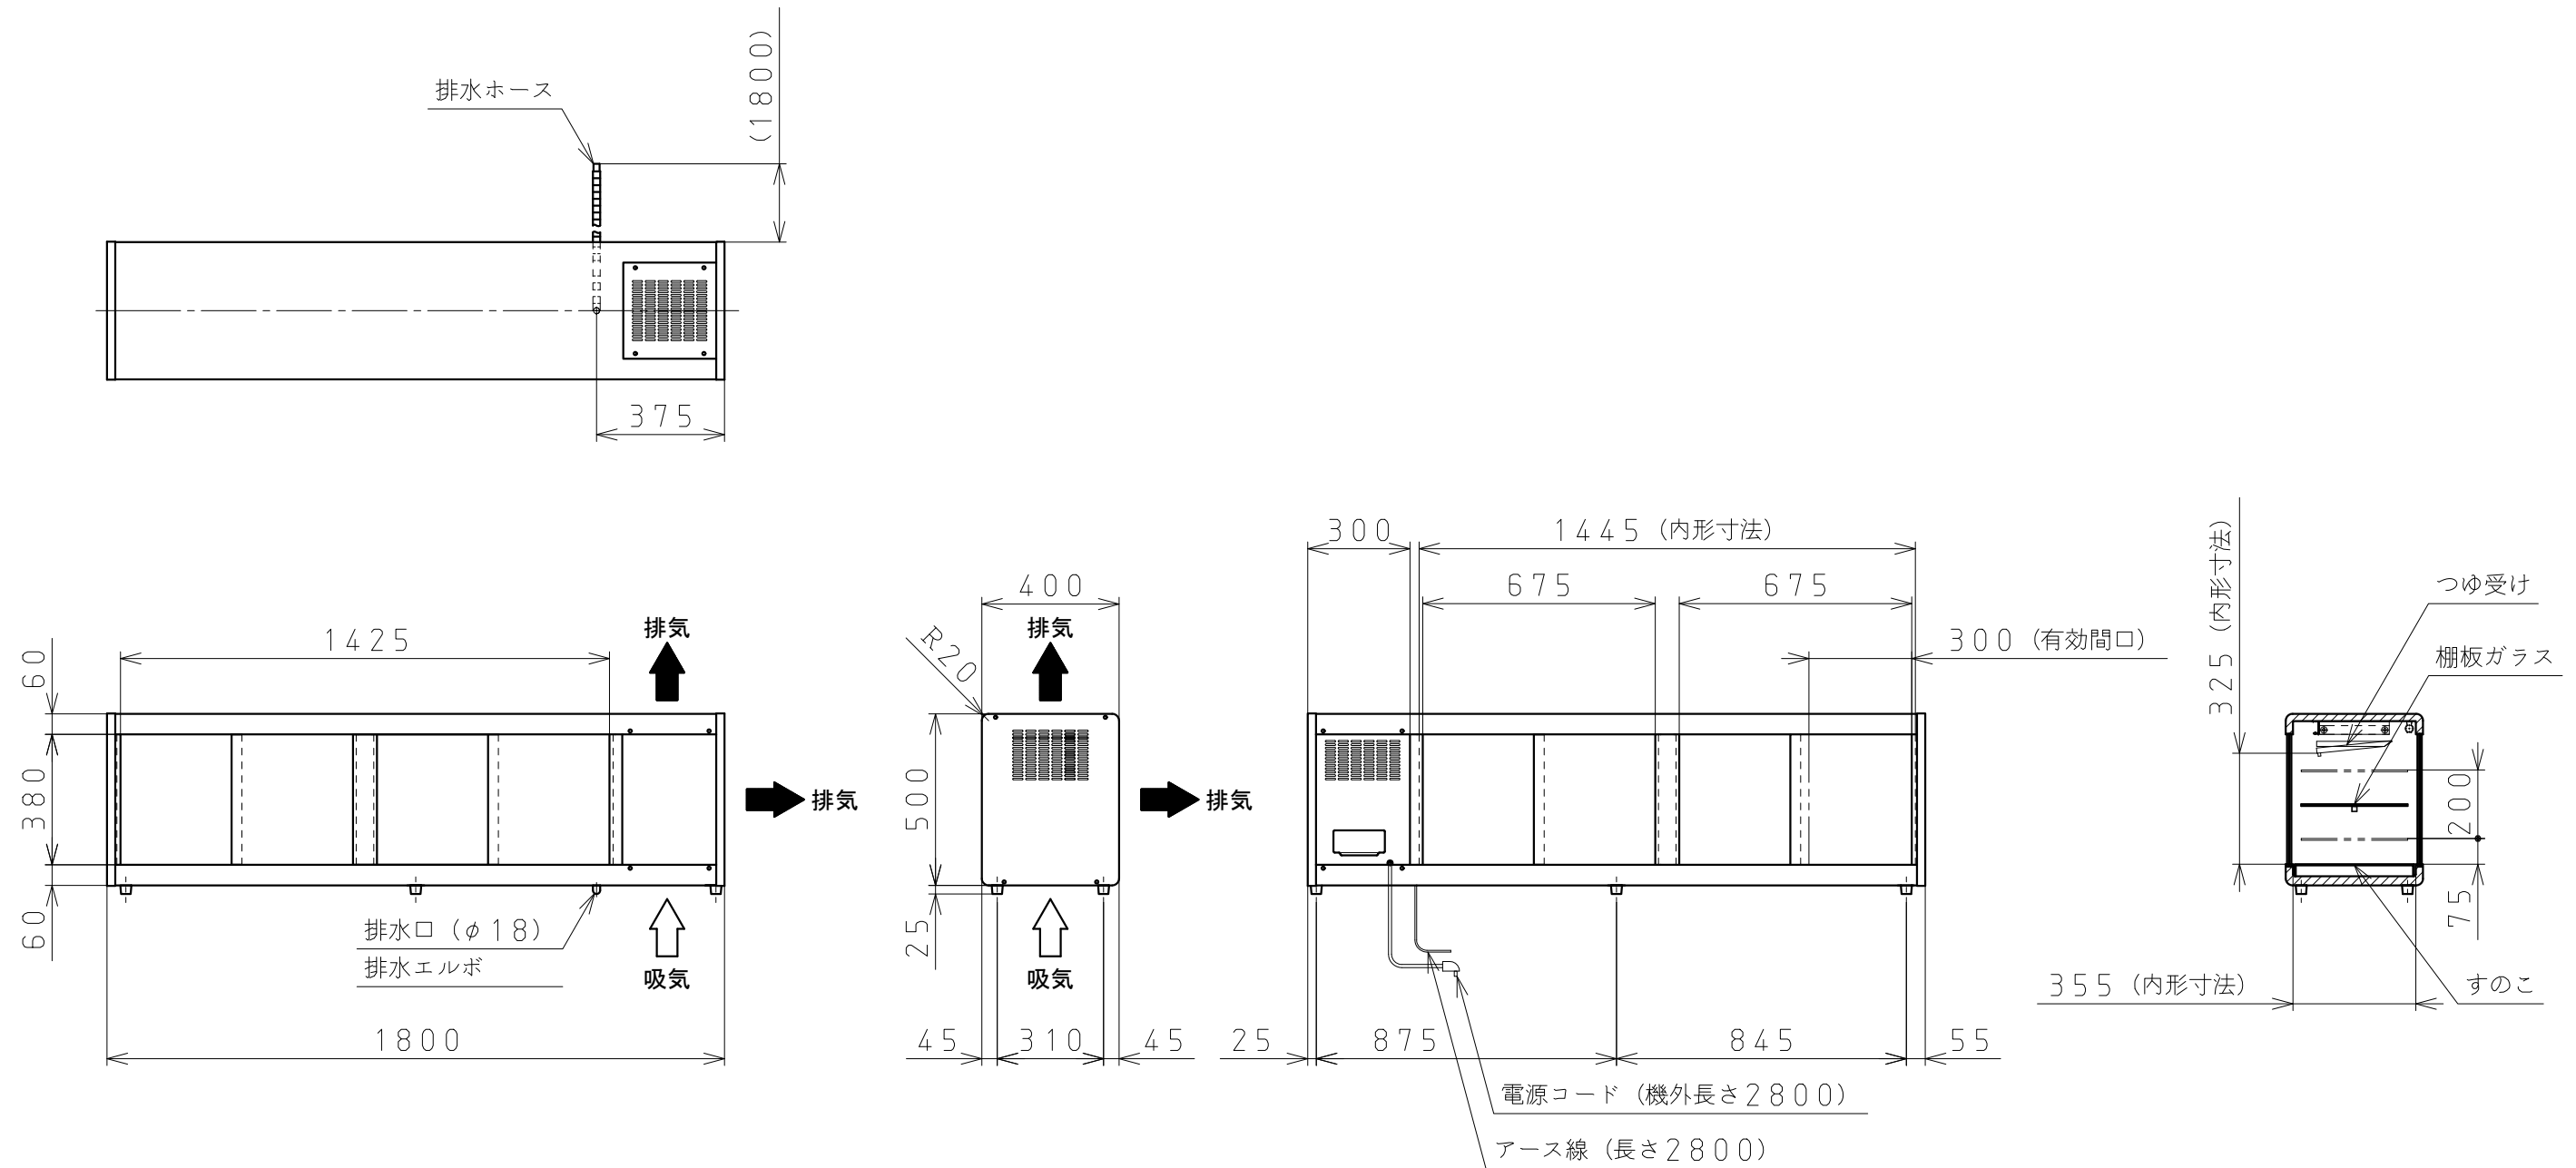 排水ホース
(1800)
375
300
1445 (内形寸法)
400
675
675
300 (有効間口)
325 (内形寸法)
つゆ受け
棚板ガラス
1425
排気
排気
R20
60
380
60
500
25
排気
排気
200
75
排水口 (φ18)
排水エルボ
吸気
吸気
355 (内形寸法)
すのこ
1800
45
310
45
25
875
845
55
電源コード (機外長さ2800)
アース線 (長さ2800)